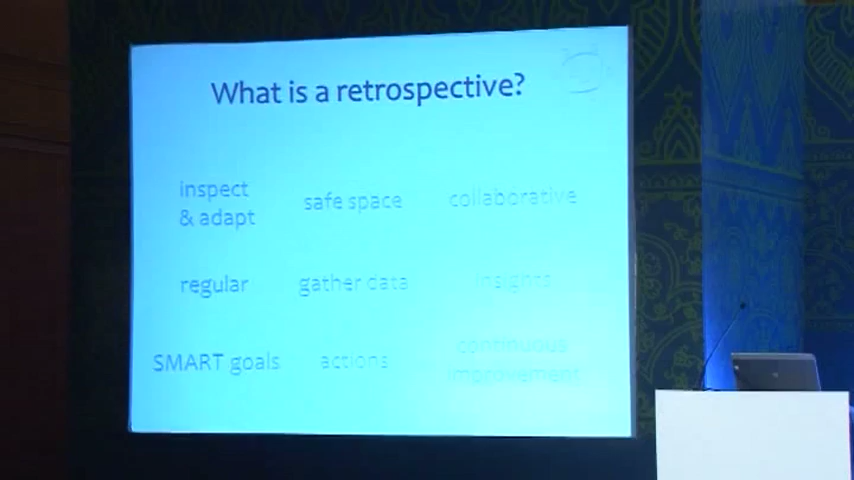 What is a retrospective?
inspect
& adapt
safe space
collaborative
regular
gather data
insights
SMART goals
actions
continuous
improvement